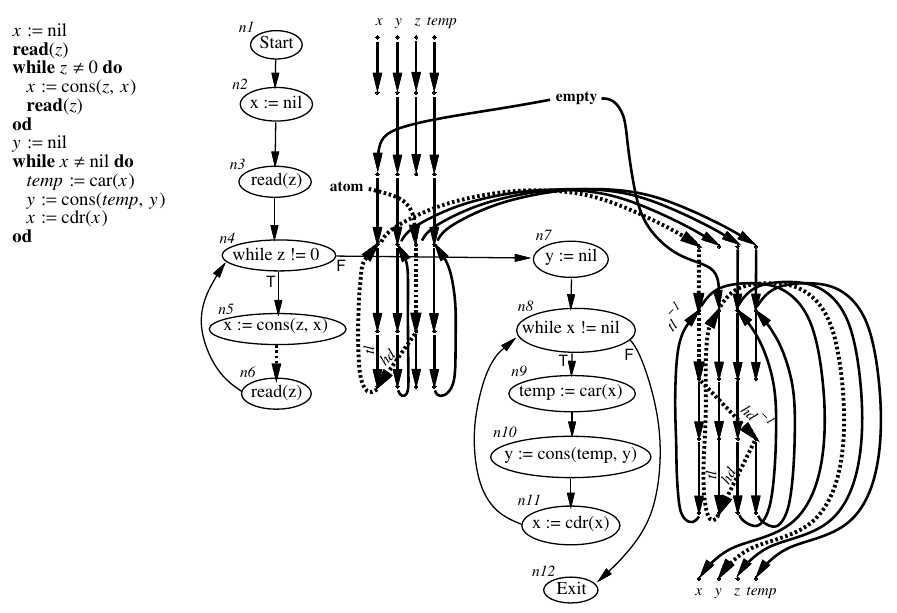 x := nil
read(z)
while z ≠ 0 do
x := cons(z, x)
read(z)
od
y := nil
while x ≠ nil do
temp := car(x)
y := cons(temp, y)
x := cdr(x)
od
n1
Start
n2
x := nil
n3
read(z)
n4
while z != 0
F
T
n5
x := cons(z, x)
n6
read(z)
x y z temp
empty
atom
tl
hd
n7
y := nil
n8
while x != nil
T
F
n9
temp := car(x)
n10
y := cons(temp, y)
n11
x := cdr(x)
n12
Exit
tl⁻¹
hd⁻¹
tl
hd
x y z temp